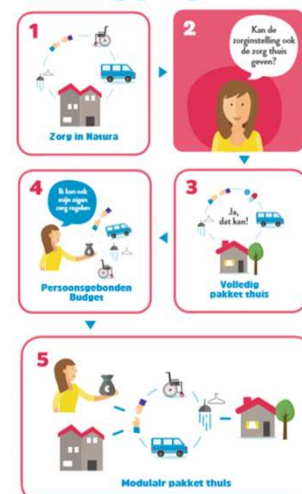 1
Zorg in Natura
2
Kan de
zorginstelling ook
de zorg thuis
geven?
3
Ja,
dat kan!
Volledig
pakket thuis
4
Ik kan ook
mijn eigen
zorg regelen
Persoonsgebonden
Budget
5
€
Modulair pakket thuis